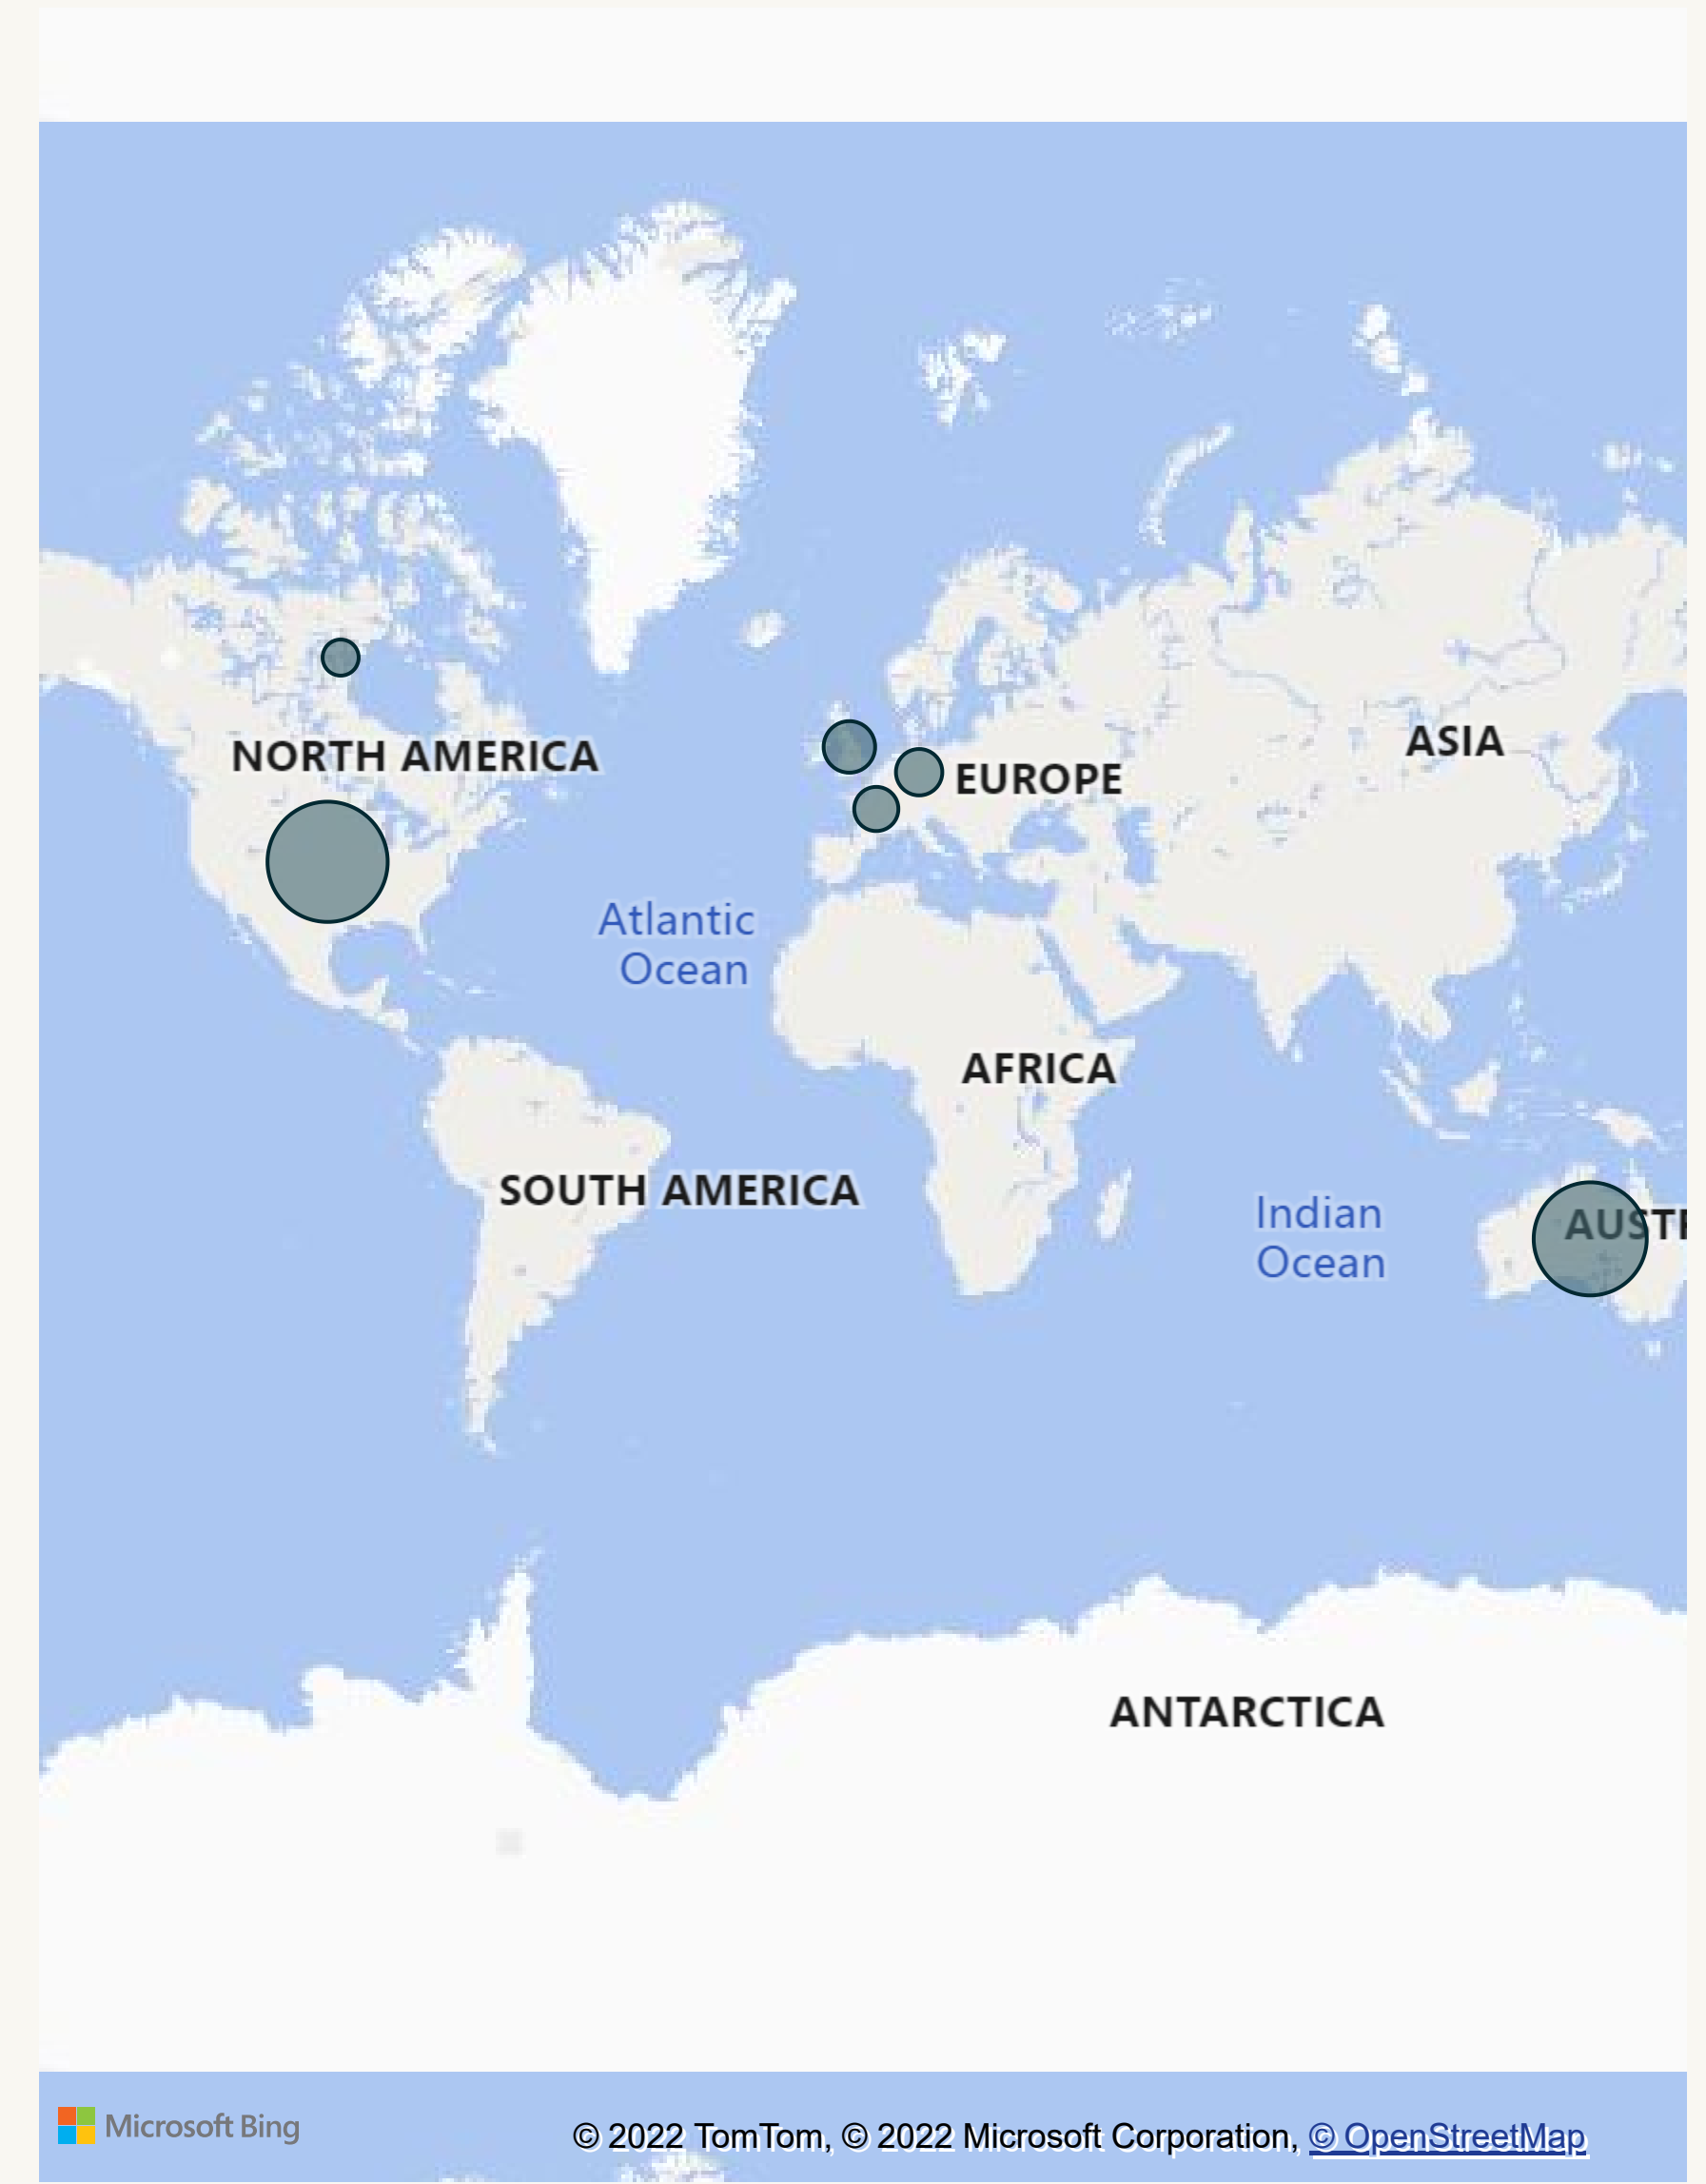 NORTH AMERICA
ASIA
EUROPE
Atlantic
Ocean
AFRICA
SOUTH AMERICA
Indian
Ocean
AUSTR
ANTARCTICA
Microsoft Bing
© 2022 TomTom, © 2022 Microsoft Corporation, © OpenStreetMap